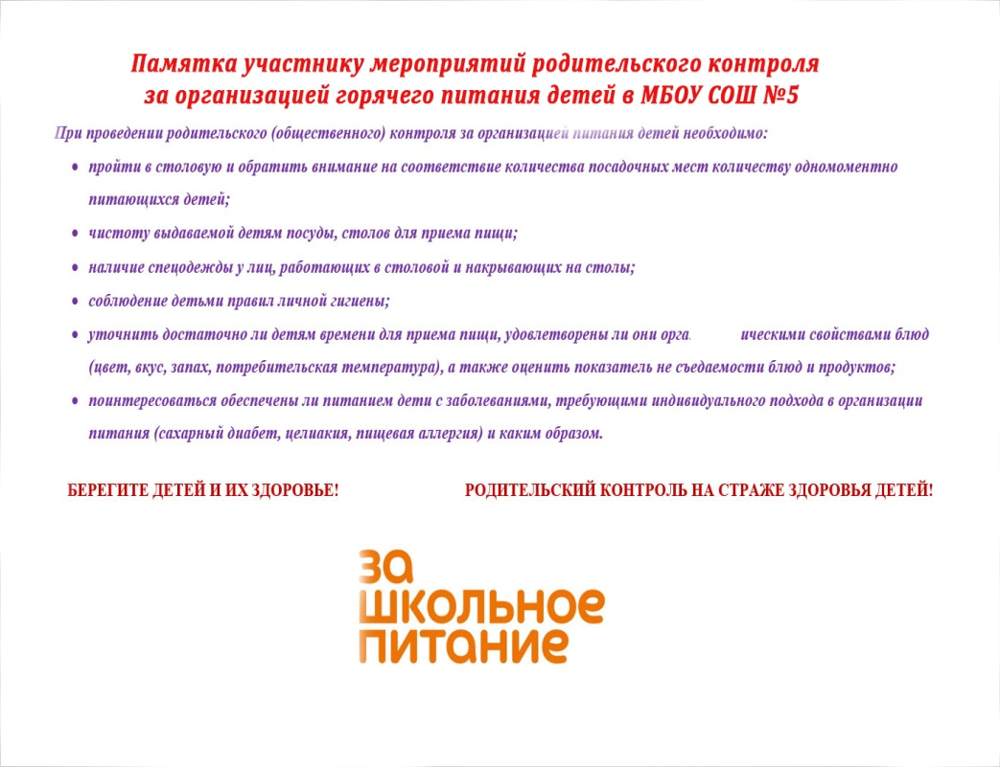 Памятка участнику мероприятий родительского контроля
за организацией горячего питания детей в МБОУ СОШ №5
При проведении родительского (общественного) контроля за организацией питания детей необходимо:
• пройти в столовую и обратить внимание на соответствие количества посадочных мест количеству одномоментно
питающихся детей;
• чистоту выдаваемой детям посуды, столов для приема пищи;
• наличие спецодежды у лиц, работающих в столовой и накрывающих на столы;
• соблюдение детьми правил личной гигиены;
• уточнить достаточно ли детям времени для приема пищи, удовлетворены ли они свойствами блюд
(цвет, вкус, запах, потребительская температура), а также оценить показатель не съедаемости блюд и продуктов;
• поинтересоваться обеспечены ли питанием дети с заболеваниями, требующими индивидуального подхода в организации
питания (сахарный диабет, целиакия, пищевая аллергия) и каким образом.
БЕРЕГИТЕ ДЕТЕЙ И ИХ ЗДОРОВЬЕ! РОДИТЕЛЬСКИЙ КОНТРОЛЬ НА СТРАЖЕ ЗДОРОВЬЯ ДЕТЕЙ!
за
школьное
питание